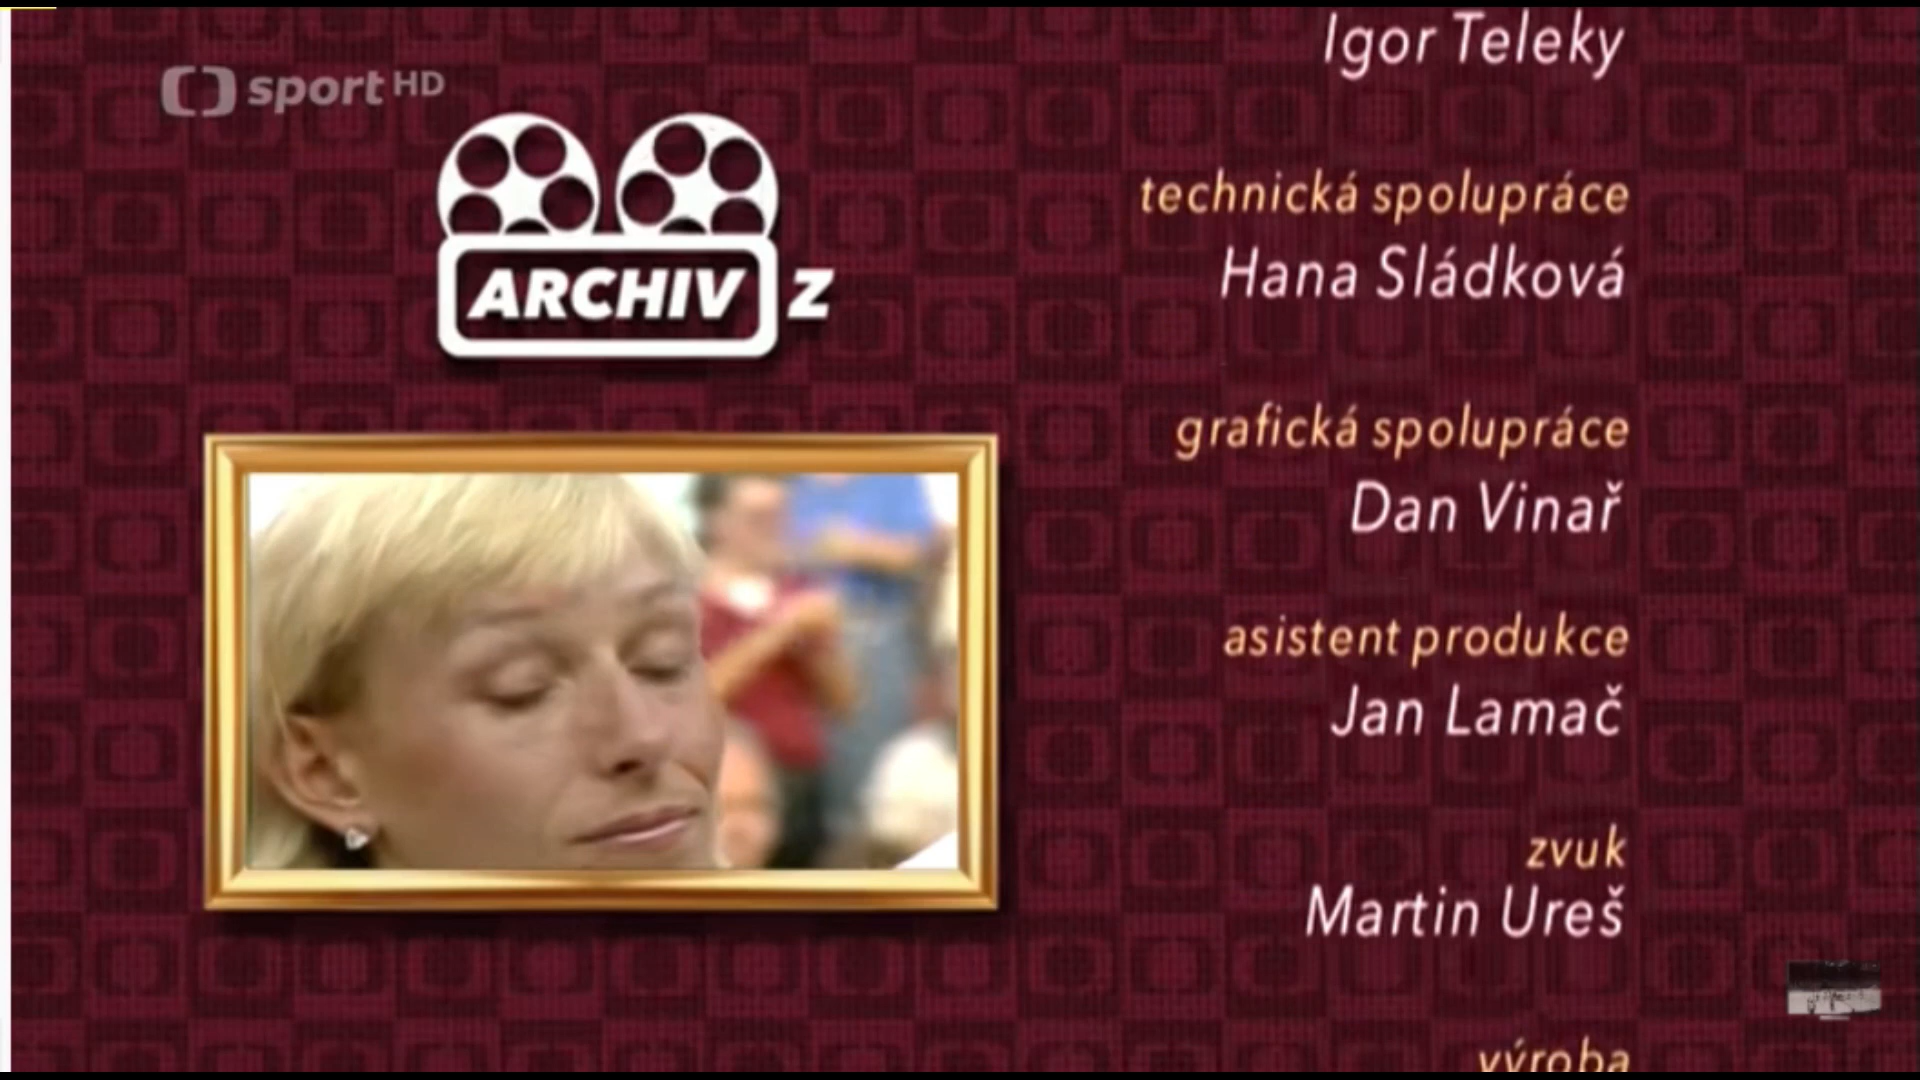 sport HD
ARCHIV Z
Igor Teleky
technická spolupráce
Hana Sládková
grafická spolupráce
Dan Vinař
asistent produkce
Jan Lamač
zvuk
Martin Ureš
výroba